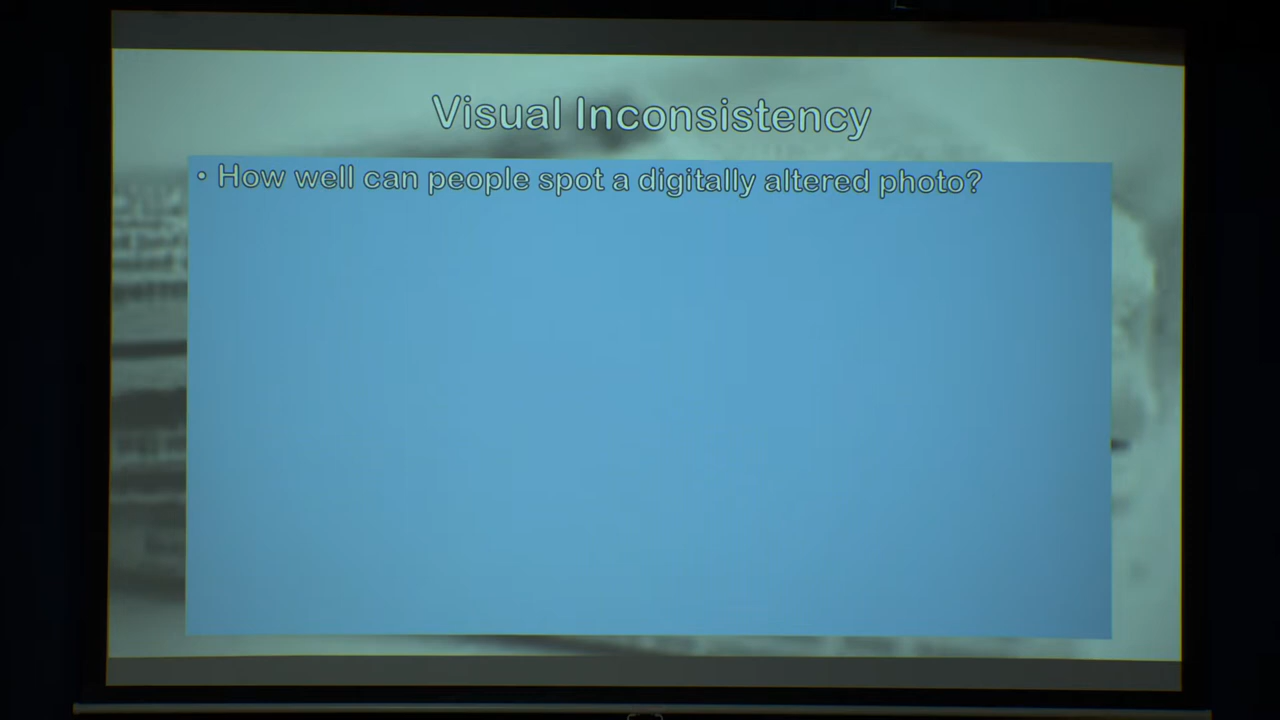 Visual Inconsistency
• How well can people spot a digitally altered photo?